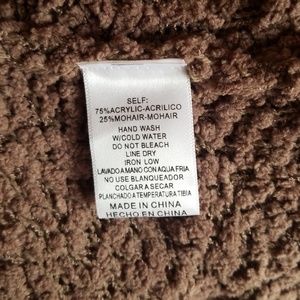 SELF:
75%ACRYLIC-ACRILICO
25%MOHAIR-MOHAIR
HAND WASH
W/COLD WATER
DO NOT BLEACH
LINE DRY
IRON LOW
LAVADO A MANO CON AQUA FRIA
NO USE BLANQUEADOR
COLGAR A SECAR
PLANCHADO A TEMPERATURA TIBIA
MADE IN CHINA
HECHO EN CHINA